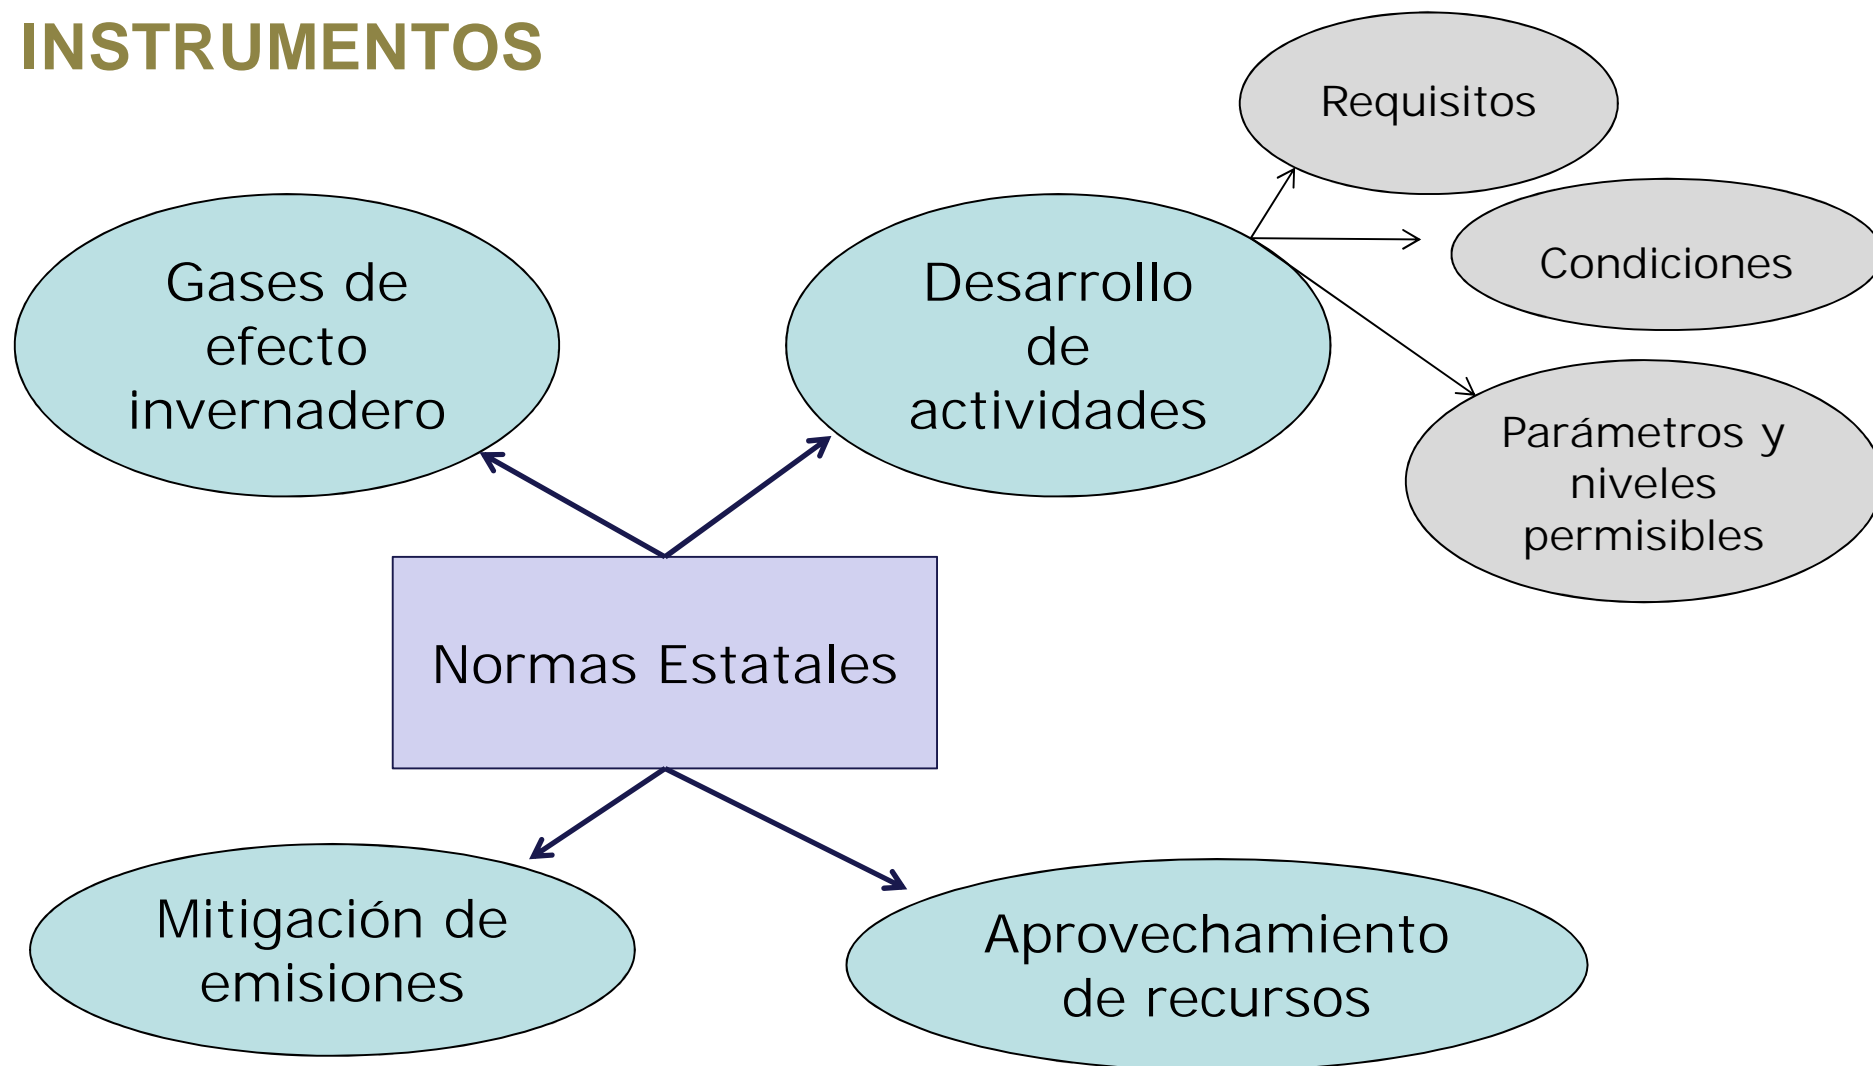 INSTRUMENTOS
Requisitos
Condiciones
Gases de
efecto
invernadero
Desarrollo
de
actividades
Parámetros y
niveles
permisibles
Normas Estatales
Mitigación de
emisiones
Aprovechamiento
de recursos